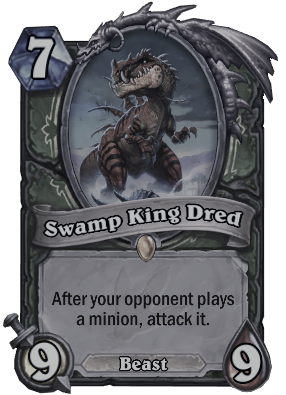 7
Swamp King Dred
After your opponent plays
a minion, attack it.
9
Beast
9